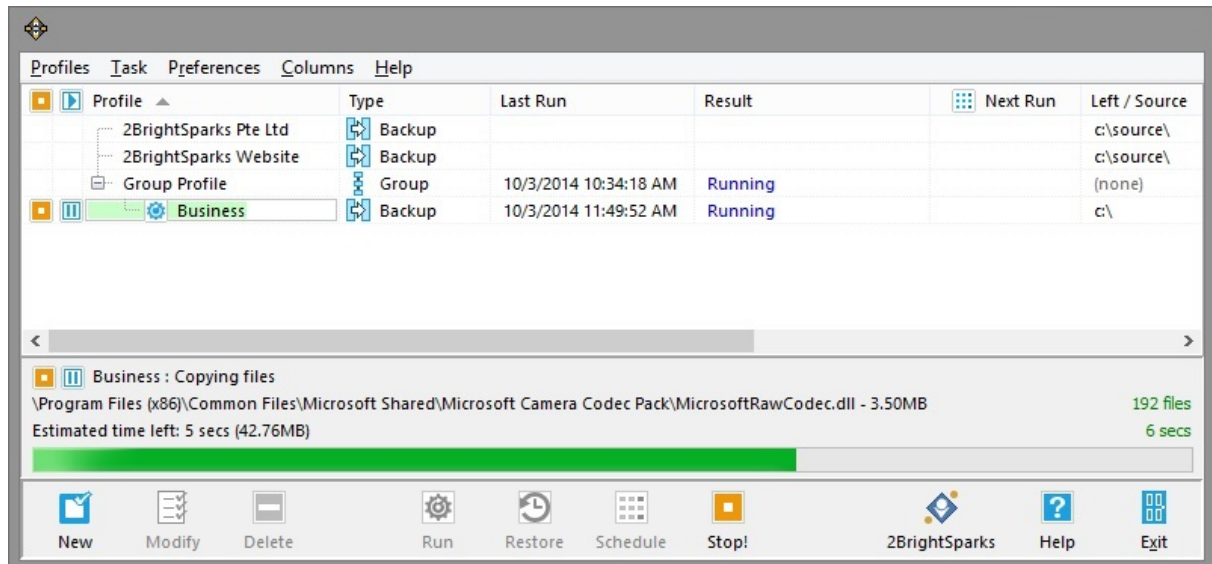 Profiles Task Preferences Columns Help
Profile Type Last Run Result Next Run Left / Source
2BrightSparks Pte Ltd Backup c:\source\
2BrightSparks Website Backup c:\source\
Group Profile Group 10/3/2014 10:34:18 AM Running (none)
Business Backup 10/3/2014 11:49:52 AM Running c:\
Business : Copying files
\Program Files (x86)\Common Files\Microsoft Shared\Microsoft Camera Codec Pack\MicrosoftRawCodec.dll - 3.50MB 192 files
Estimated time left: 5 secs (42.76MB) 6 secs
New Modify Delete Run Restore Schedule Stop! 2BrightSparks Help Exit